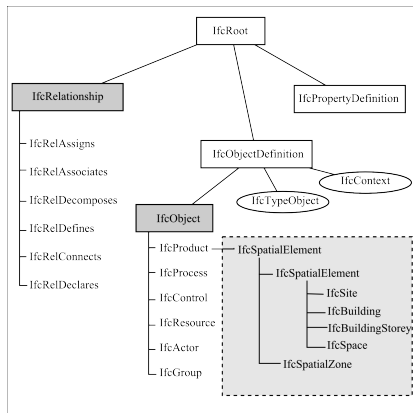 IfcRoot
IfcRelationship
IfcPropertyDefinition
IfcRelAssigns
IfcRelAssociates
IfcRelDecomposes
IfcRelDefines
IfcRelConnects
IfcRelDeclares
IfcObjectDefinition
IfcContext
IfcTypeObject
IfcObject
IfcProduct
IfcProcess
IfcControl
IfcResource
IfcActor
IfcGroup
IfcSpatialElement
IfcSpatialElement
IfcSite
IfcBuilding
IfcBuildingStorey
IfcSpace
IfcSpatialZone